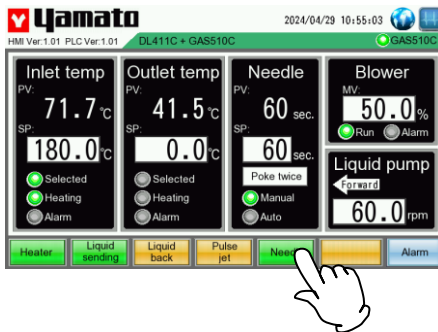 Yamato
2024/04/29 10:55:03
HMI Ver:1.01 PLC Ver:1.01
DL411C + GAS510C
GAS510C
Inlet temp
PV:
71.7 ℃
SP:
180.0 ℃
Selected
Heating
Alarm
Outlet temp
PV:
41.5 ℃
SP:
0.0 ℃
Selected
Heating
Alarm
Needle
PV:
60 sec.
SP:
60 sec.
Poke twice
Manual
Auto
Blower
MV:
50.0 %
Run
Alarm
Liquid pump
Forward
60.0 rpm
Heater
Liquid
sending
Liquid
back
Pulse
jet
Alarm